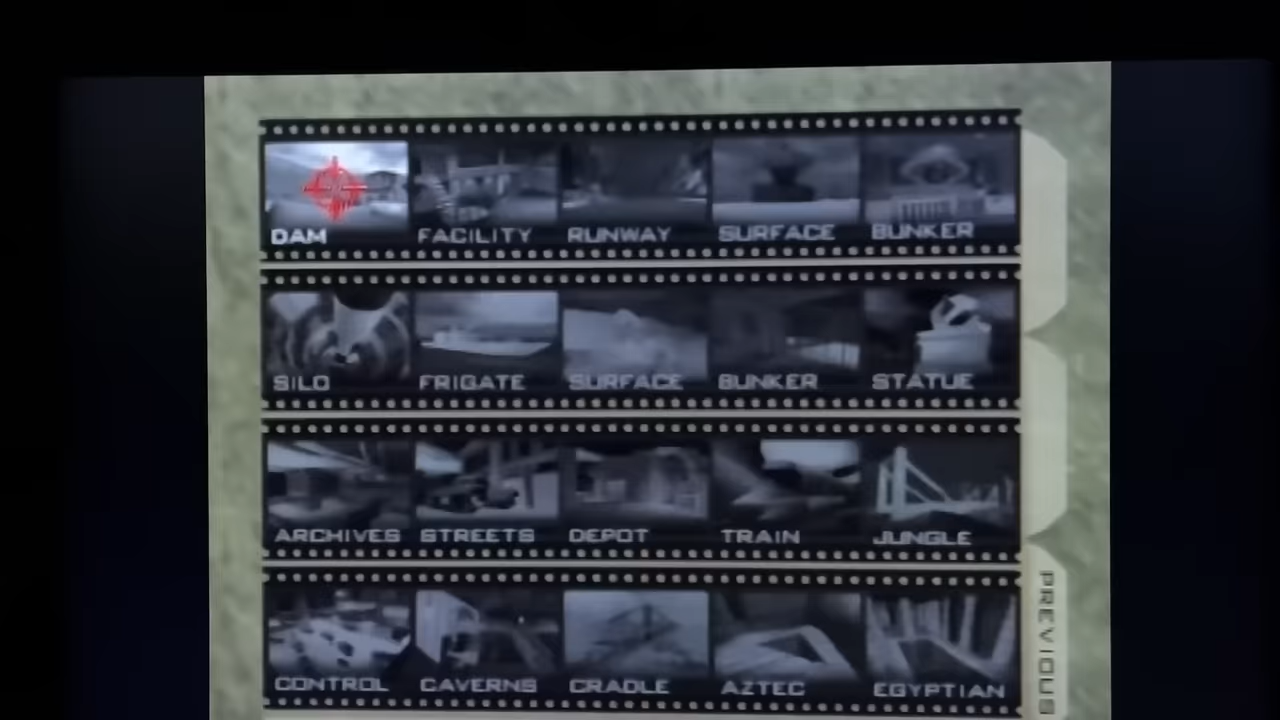 DAM FACILITY RUNWAY SURFACE BUNKER
SILO FRIGATE SURFACE BUNKER STATUE
ARCHIVES STREETS DEPOT TRAIN JUNGLE
CONTROL CAVERNS CRADLE AZTEC EGYPTIAN
PREVIOUS